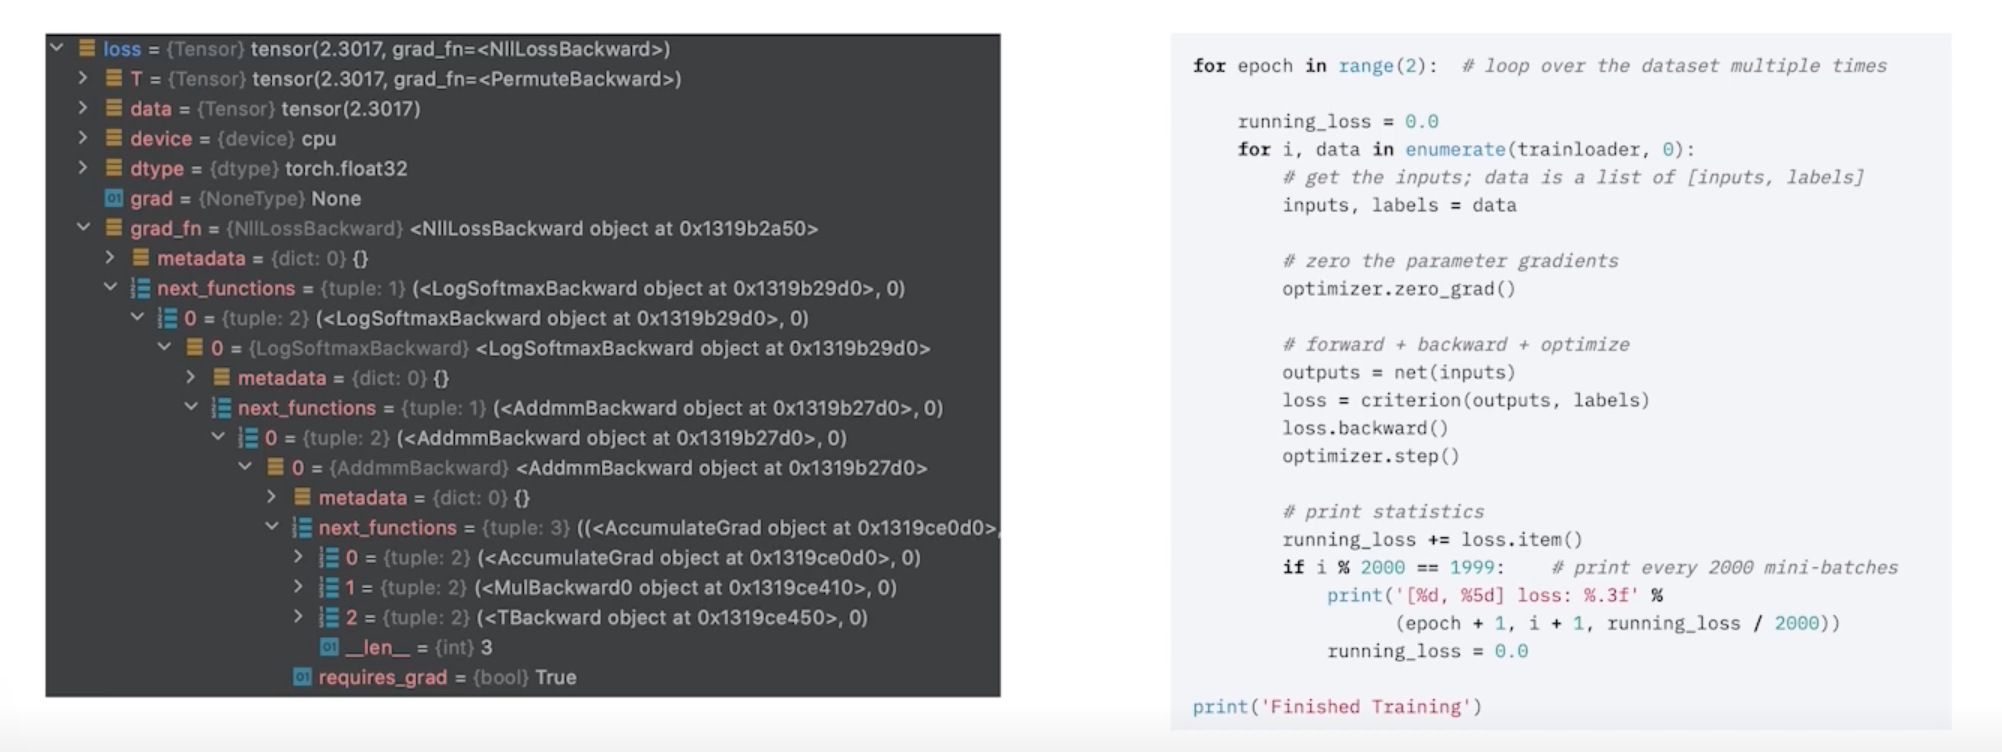 loss = {Tensor} tensor(2.3017, grad_fn=<NllLossBackward>)
T = {Tensor} tensor(2.3017, grad_fn=<PermuteBackward>)
data = {Tensor} tensor(2.3017)
device = {device} cpu
dtype = {dtype} torch.float32
01 grad = {NoneType} None
grad_fn = {NllLossBackward} <NllLossBackward object at 0x1319b2a50>
metadata = {dict: 0} {}
next_functions = {tuple: 1} (<LogSoftmaxBackward object at 0x1319b29d0>, 0)
0 = {tuple: 2} (<LogSoftmaxBackward object at 0x1319b29d0>, 0)
0 = {LogSoftmaxBackward} <LogSoftmaxBackward object at 0x1319b29d0>
metadata = {dict: 0} {}
next_functions = {tuple: 1} (<AddmmBackward object at 0x1319b27d0>, 0)
0 = {tuple: 2} (<AddmmBackward object at 0x1319b27d0>, 0)
0 = {AddmmBackward} <AddmmBackward object at 0x1319b27d0>
metadata = {dict: 0} {}
next_functions = {tuple: 3} ((<AccumulateGrad object at 0x1319ce0d0>,
0 = {tuple: 2} (<AccumulateGrad object at 0x1319ce0d0>, 0)
1 = {tuple: 2} (<MulBackward0 object at 0x1319ce410>, 0)
2 = {tuple: 2} (<TBackward object at 0x1319ce450>, 0)
01 __len__ = {int} 3
01 requires_grad = {bool} True
for epoch in range(2):  # loop over the dataset multiple times
running_loss = 0.0
for i, data in enumerate(trainloader, 0):
# get the inputs; data is a list of [inputs, labels]
inputs, labels = data
# zero the parameter gradients
optimizer.zero_grad()
# forward + backward + optimize
outputs = net(inputs)
loss = criterion(outputs, labels)
loss.backward()
optimizer.step()
# print statistics
running_loss += loss.item()
if i % 2000 == 1999:    # print every 2000 mini-batches
print('[%d, %5d] loss: %.3f' %
(epoch + 1, i + 1, running_loss / 2000))
running_loss = 0.0
print('Finished Training')